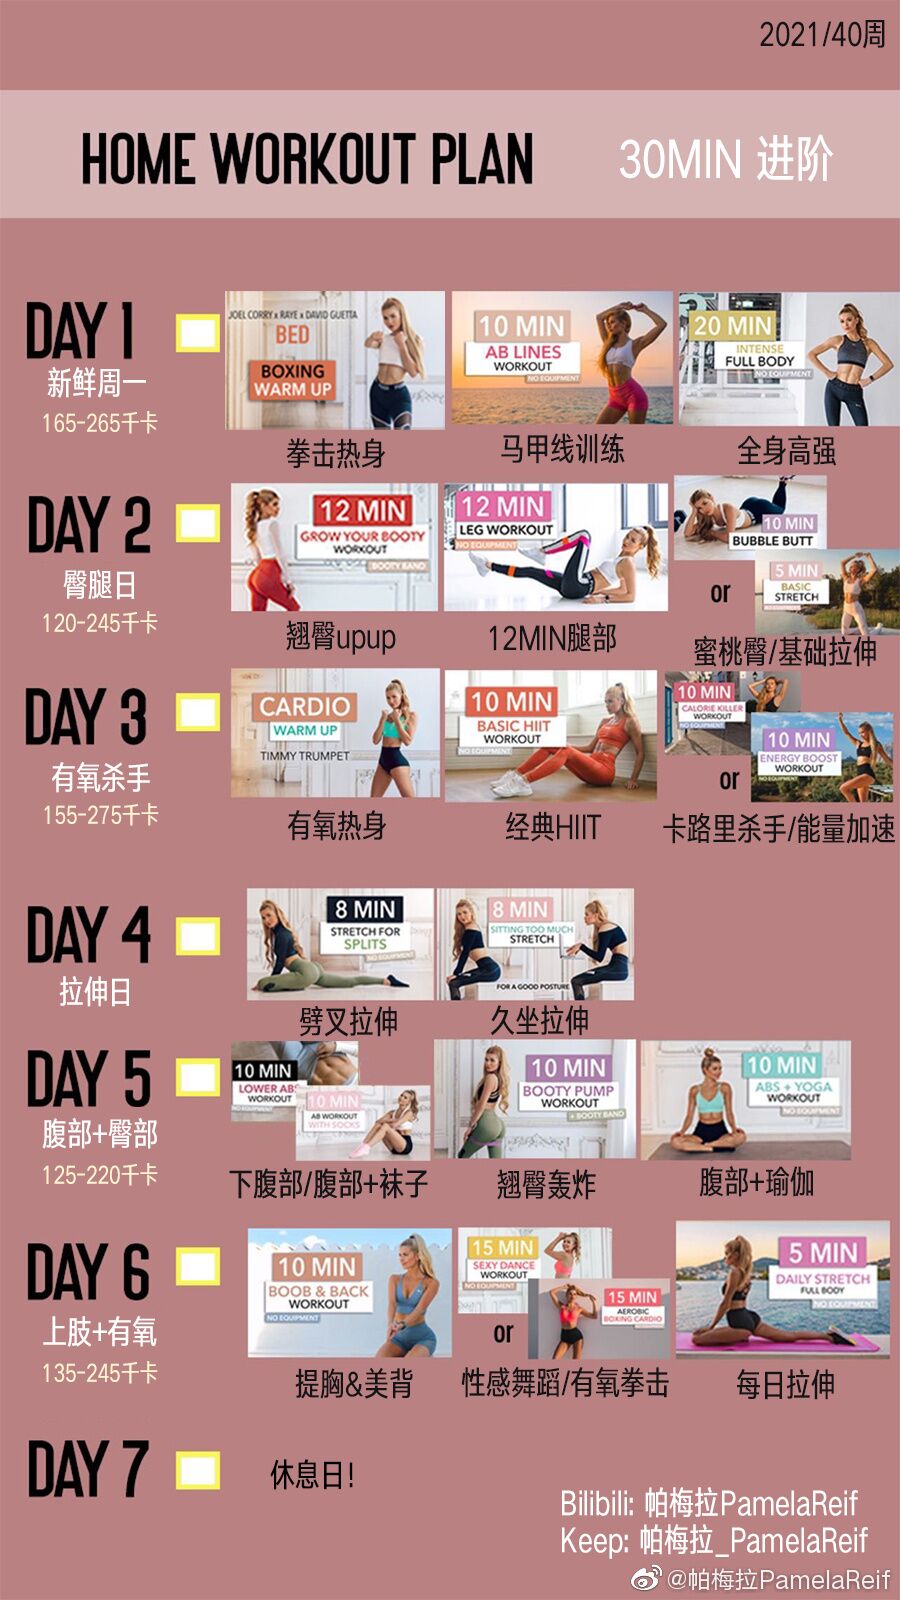 2021/40周
HOME WORKOUT PLAN
30MIN 进阶
DAY 1
新鲜周一
165-265千卡
JOEL CORRY x RAYE x DAVID GUETTA
BED
BOXING
WARM UP
拳击热身
10 MIN
AB LINES
WORKOUT
NO EQUIPMENT
马甲线训练
20 MIN
INTENSE
FULL BODY
NO EQUIPMENT
全身高强
DAY 2
臀腿日
120-245千卡
12 MIN
GROW YOUR BOOTY
WORKOUT
BOOTY BAND
翘臀upup
12 MIN
LEG WORKOUT
NO EQUIPMENT
12MIN腿部
10 MIN
BUBBLE BUTT
or
5 MIN
BASIC
STRETCH
蜜桃臀/基础拉伸
DAY 3
有氧杀手
155-275千卡
CARDIO
WARM UP
TIMMY TRUMPET
有氧热身
10 MIN
BASIC HIIT
WORKOUT
NO EQUIPMENT
经典HIIT
10 MIN
CALORIE KILLER
WORKOUT
NO EQUIPMENT
or
10 MIN
ENERGY BOOST
WORKOUT
NO EQUIPMENT
卡路里杀手/能量加速
DAY 4
拉伸日
8 MIN
STRETCH FOR
SPLITS
NO EQUIPMENT
劈叉拉伸
8 MIN
SITTING TOO MUCH
STRETCH
FOR A GOOD POSTURE
久坐拉伸
DAY 5
腹部+臀部
125-220千卡
10 MIN
LOWER ABS
WORKOUT
NO EQUIPMENT
10 MIN
AB WORKOUT
WITH SOCKS
下腹部/腹部+袜子
10 MIN
BOOTY PUMP
WORKOUT
+ BOOTY BAND
翘臀轰炸
10 MIN
ABS + YOGA
WORKOUT
NO EQUIPMENT
腹部+瑜伽
DAY 6
上肢+有氧
135-245千卡
10 MIN
BOOB & BACK
WORKOUT
NO EQUIPMENT
提胸&美背
15 MIN
SEXY DANCE
WORKOUT
NO EQUIPMENT
or
15 MIN
AEROBIC
BOXING CARDIO
性感舞蹈/有氧拳击
5 MIN
DAILY STRETCH
FULL BODY
NO EQUIPMENT
每日拉伸
DAY 7
休息日!
Bilibili: 帕梅拉PamelaReif
Keep: 帕梅拉_PamelaReif
@帕梅拉PamelaReif